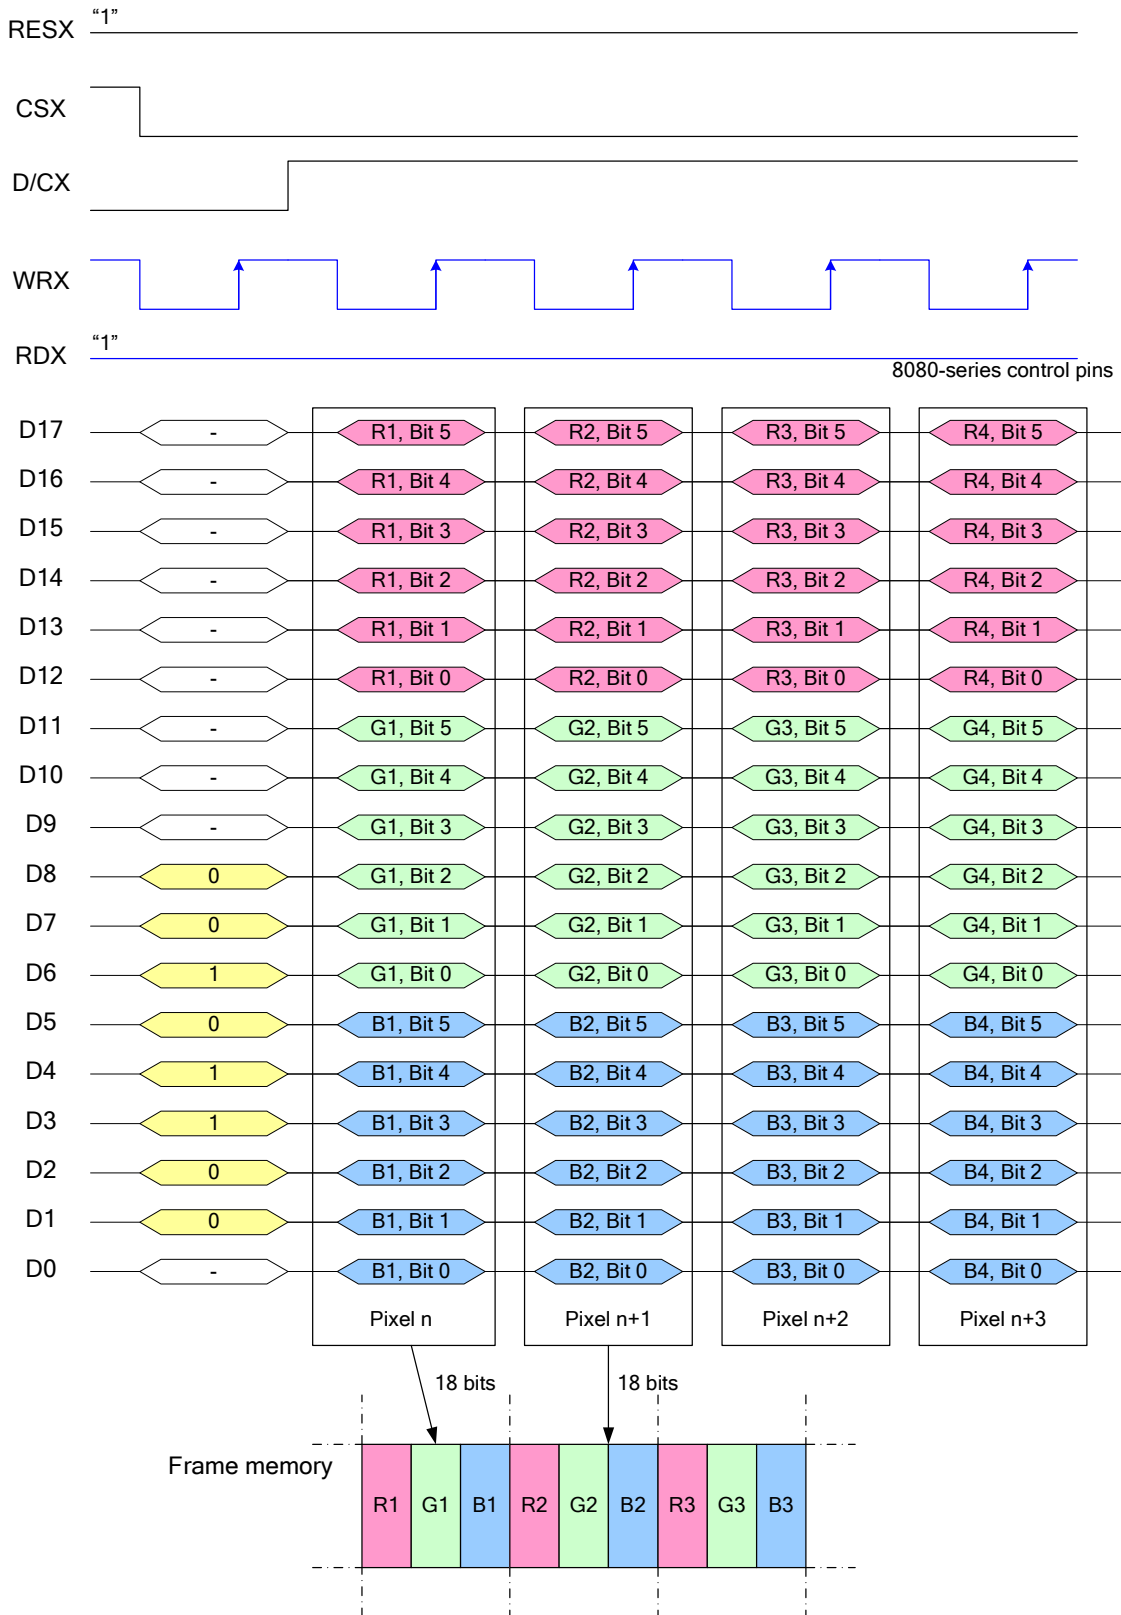 RESX “1”
CSX
D/CX
WRX
RDX “1”
8080-series control pins
D17 - R1, Bit 5 R2, Bit 5 R3, Bit 5 R4, Bit 5
D16 - R1, Bit 4 R2, Bit 4 R3, Bit 4 R4, Bit 4
D15 - R1, Bit 3 R2, Bit 3 R3, Bit 3 R4, Bit 3
D14 - R1, Bit 2 R2, Bit 2 R3, Bit 2 R4, Bit 2
D13 - R1, Bit 1 R2, Bit 1 R3, Bit 1 R4, Bit 1
D12 - R1, Bit 0 R2, Bit 0 R3, Bit 0 R4, Bit 0
D11 - G1, Bit 5 G2, Bit 5 G3, Bit 5 G4, Bit 5
D10 - G1, Bit 4 G2, Bit 4 G3, Bit 4 G4, Bit 4
D9 - G1, Bit 3 G2, Bit 3 G3, Bit 3 G4, Bit 3
D8 0 G1, Bit 2 G2, Bit 2 G3, Bit 2 G4, Bit 2
D7 0 G1, Bit 1 G2, Bit 1 G3, Bit 1 G4, Bit 1
D6 1 G1, Bit 0 G2, Bit 0 G3, Bit 0 G4, Bit 0
D5 0 B1, Bit 5 B2, Bit 5 B3, Bit 5 B4, Bit 5
D4 1 B1, Bit 4 B2, Bit 4 B3, Bit 4 B4, Bit 4
D3 1 B1, Bit 3 B2, Bit 3 B3, Bit 3 B4, Bit 3
D2 0 B1, Bit 2 B2, Bit 2 B3, Bit 2 B4, Bit 2
D1 0 B1, Bit 1 B2, Bit 1 B3, Bit 1 B4, Bit 1
D0 - B1, Bit 0 B2, Bit 0 B3, Bit 0 B4, Bit 0
Pixel n Pixel n+1 Pixel n+2 Pixel n+3
18 bits 18 bits
Frame memory
R1 G1 B1 R2 G2 B2 R3 G3 B3